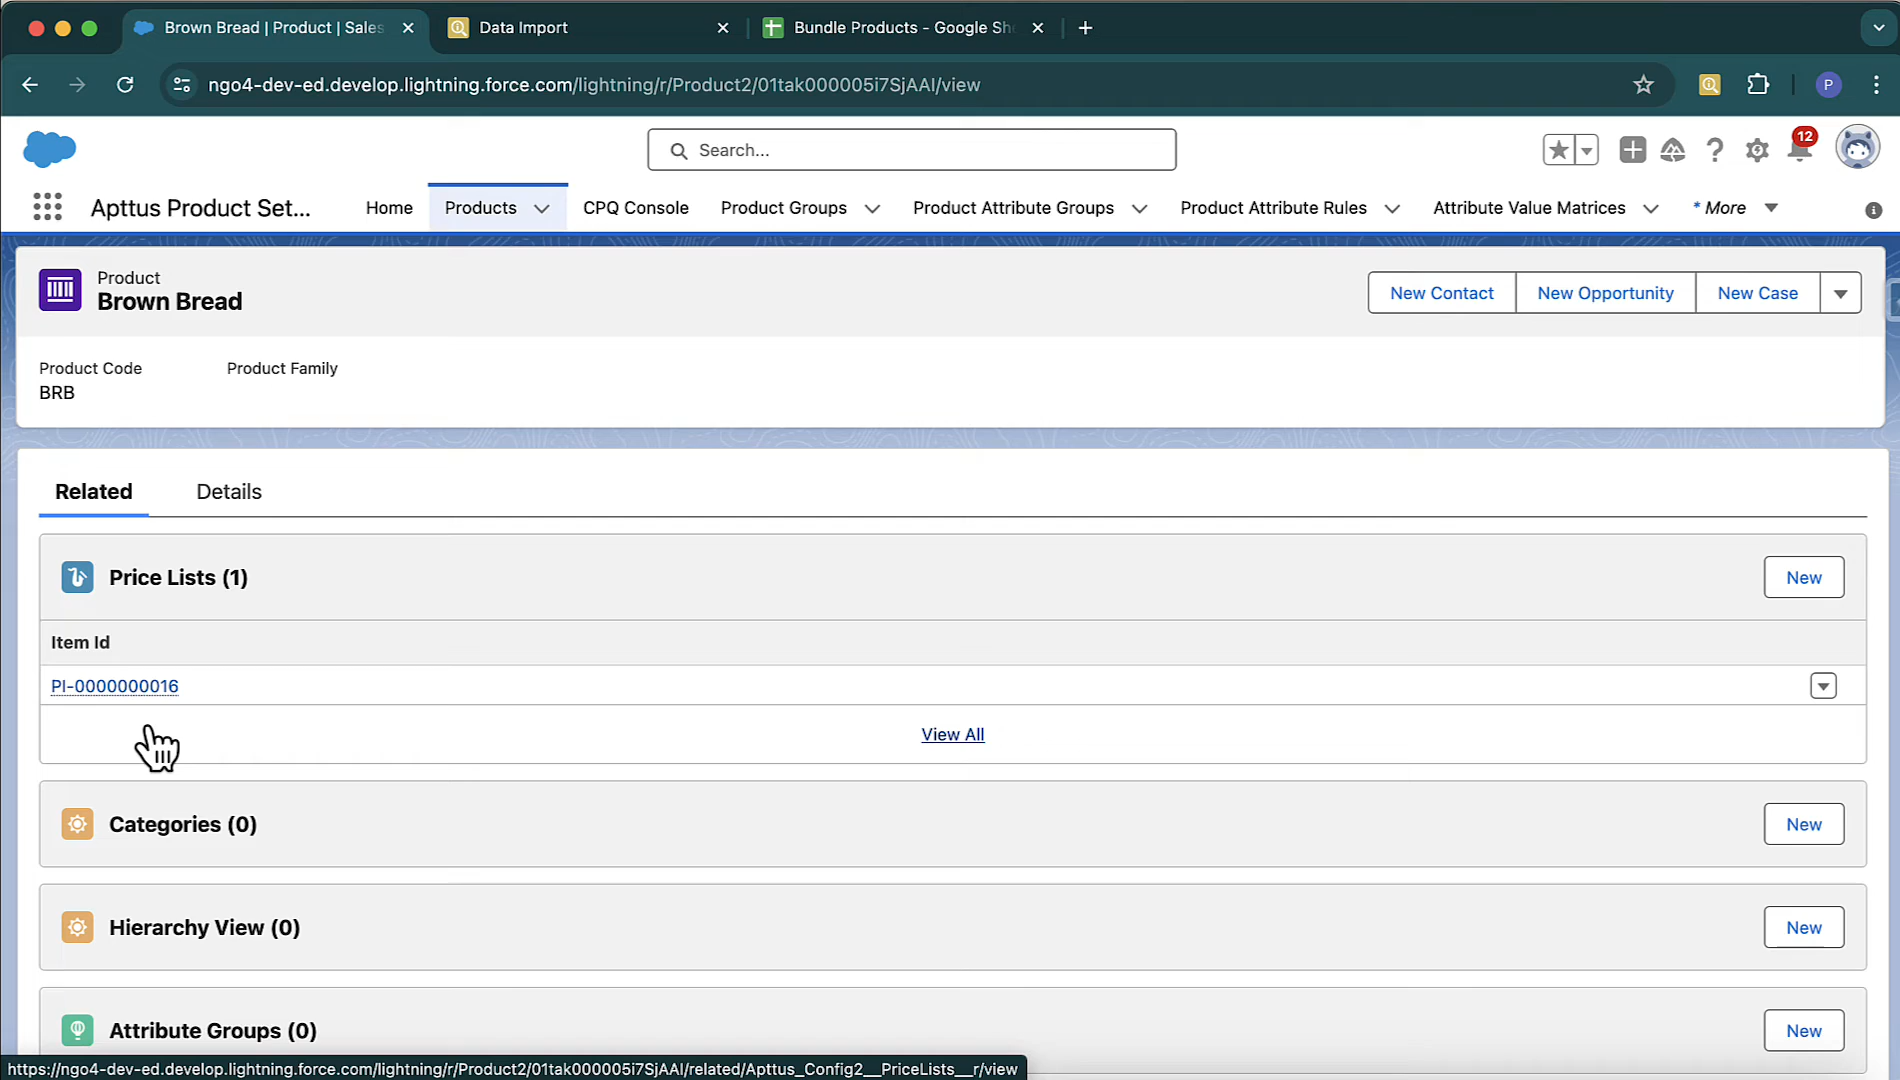 Brown Bread | Product | Sales
Data Import
Bundle Products - Google She
ngo4-dev-ed.develop.lightning.force.com/lightning/r/Product2/01tak000005i7SjAAI/view
P
Search...
12
Apttus Product Set...
Home
Products
CPQ Console
Product Groups
Product Attribute Groups
Product Attribute Rules
Attribute Value Matrices
* More
Product
Brown Bread
New Contact
New Opportunity
New Case
Product Code
Product Family
BRB
Related
Details
Price Lists (1)
New
Item Id
PI-0000000016
View All
Categories (0)
New
Hierarchy View (0)
New
Attribute Groups (0)
New
https://ngo4-dev-ed.develop.lightning.force.com/lightning/r/Product2/01tak000005i7SjAAI/related/Apttus_Config2__PriceLists__r/view